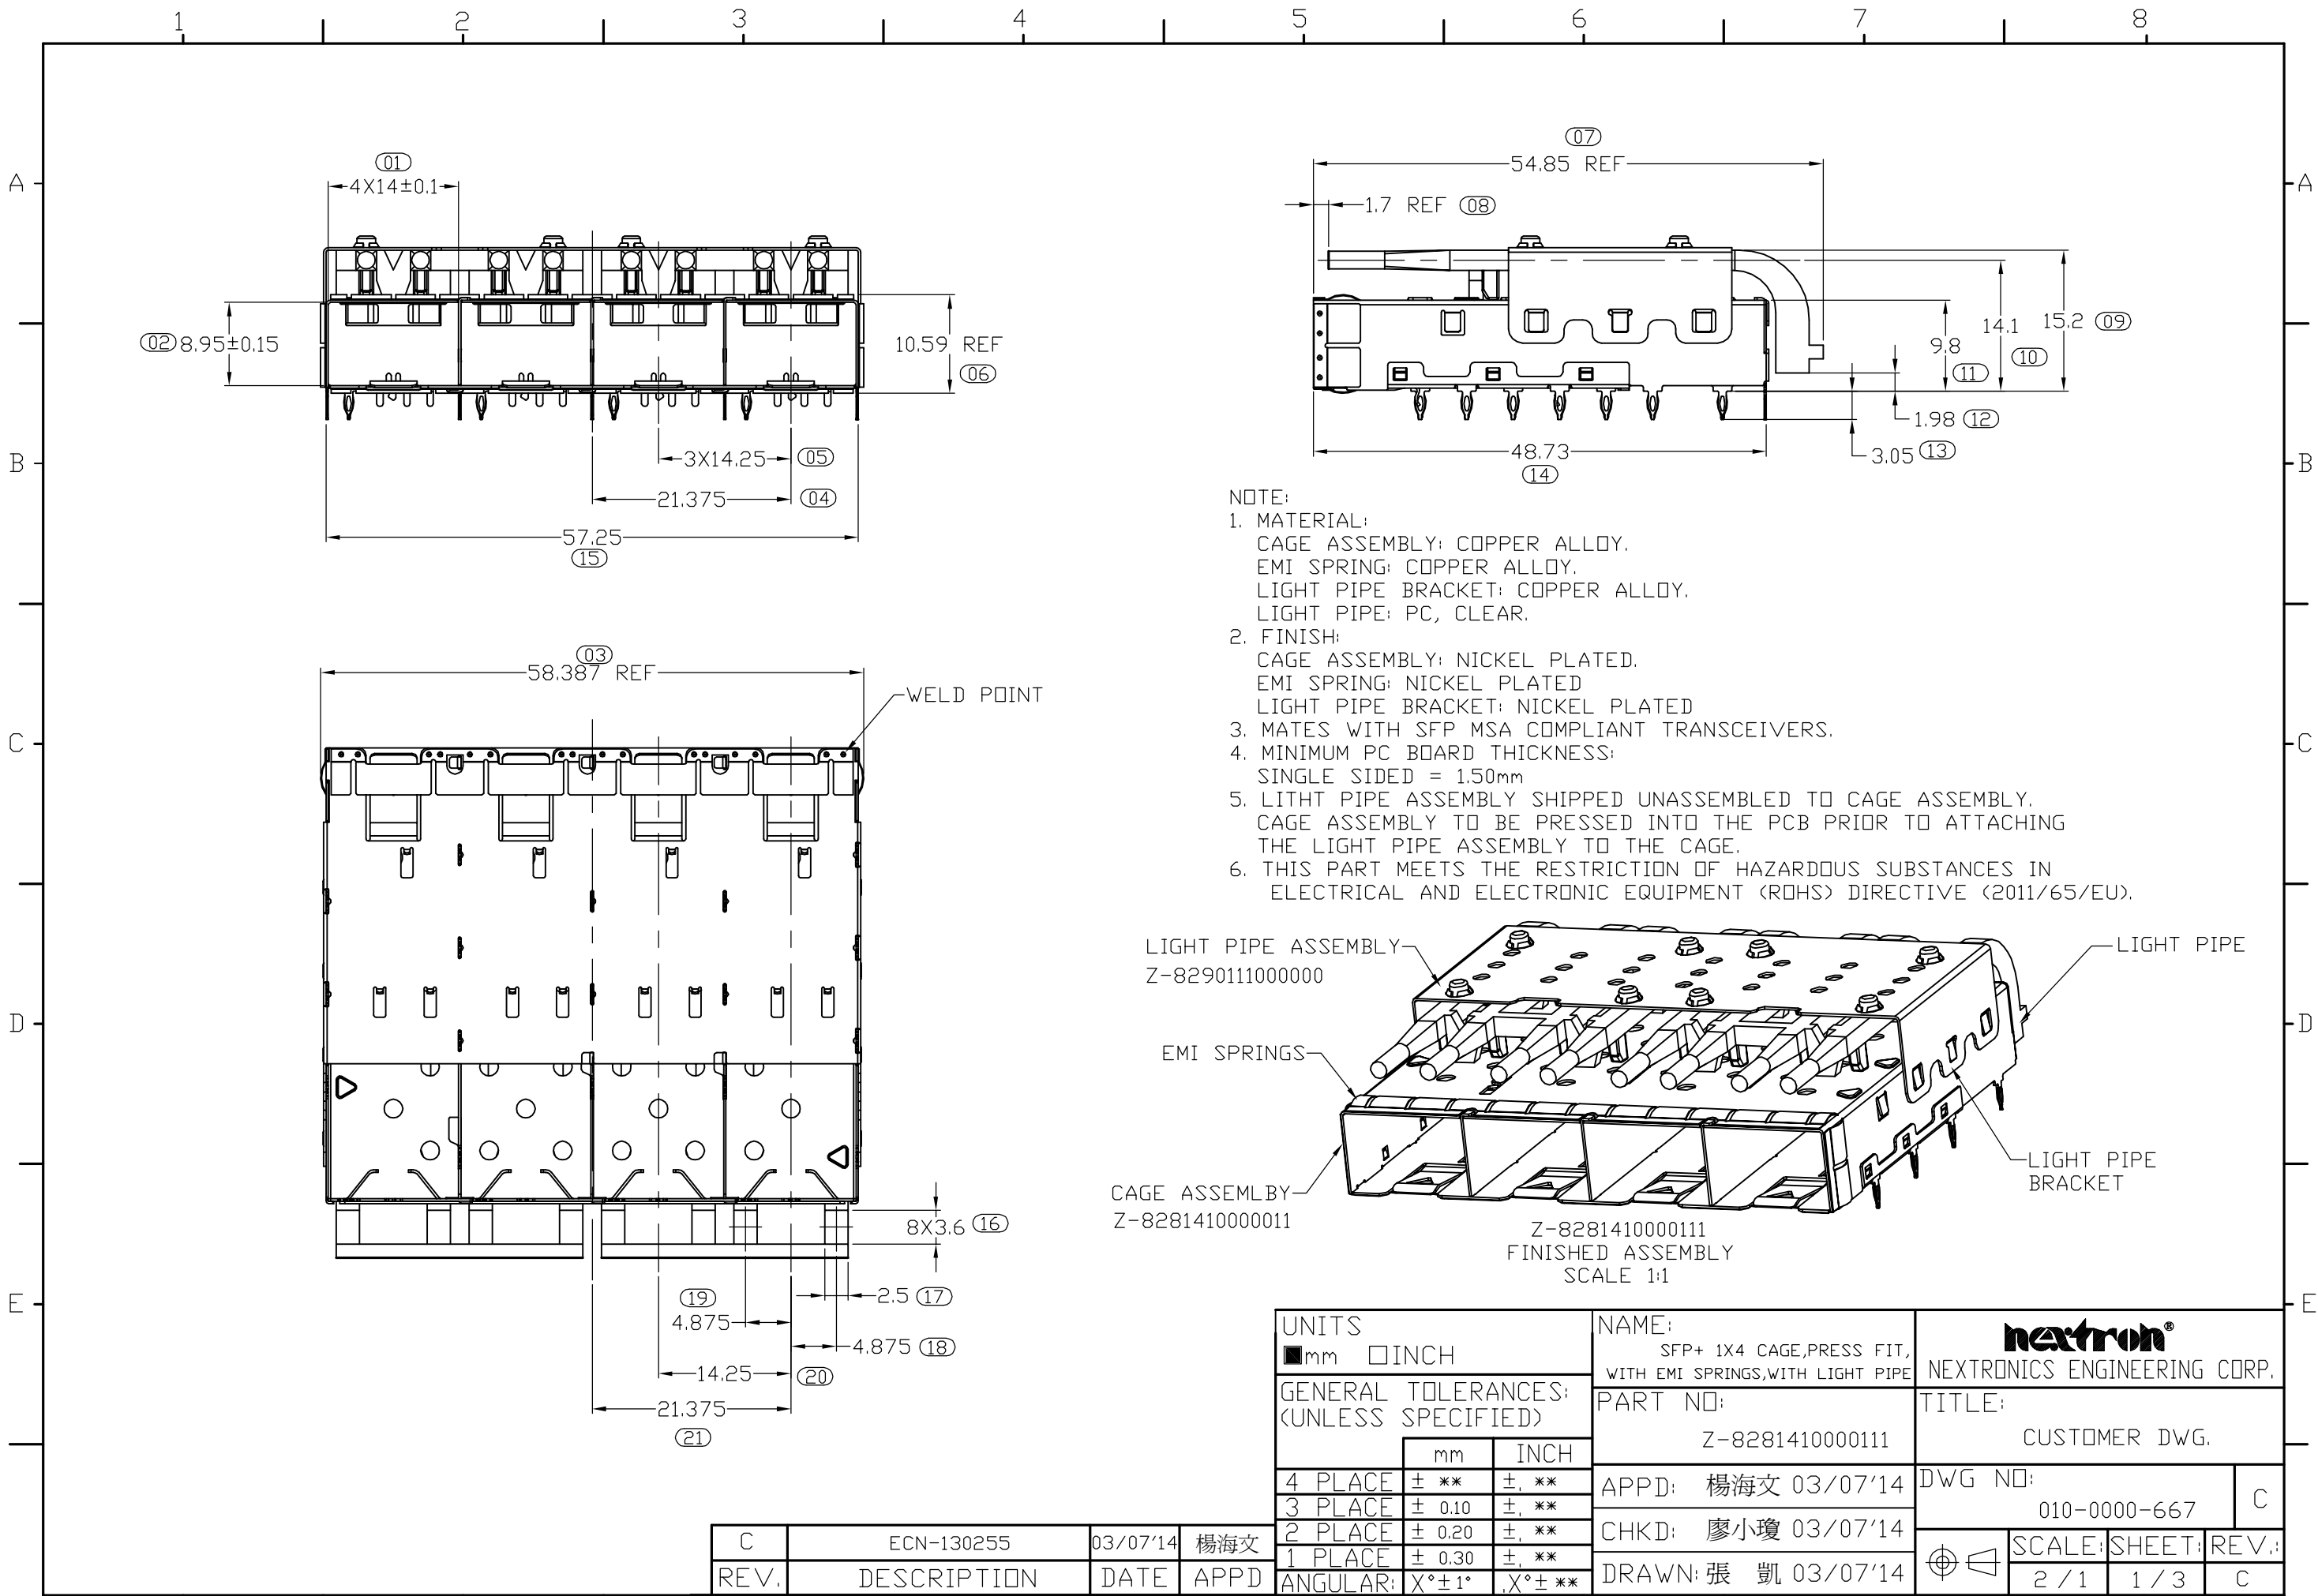 1 2 3 4 5 6 7 8
A
B
C
D
E
A
B
C
D
E
01
4X14±0.1
02 8.95±0.15
10.59 REF
06
3X14.25 05
21.375 04
57.25
15
07
54.85 REF
1.7 REF 08
15.2 09
14.1
10
9.8
11
1.98 12
3.05 13
48.73
14
03
58.387 REF
WELD POINT
8X3.6 16
2.5 17
19
4.875
4.875 18
14.25 20
21.375
21
NOTE:
1. MATERIAL:
CAGE ASSEMBLY: COPPER ALLOY.
EMI SPRING: COPPER ALLOY.
LIGHT PIPE BRACKET: COPPER ALLOY.
LIGHT PIPE: PC, CLEAR.
2. FINISH:
CAGE ASSEMBLY: NICKEL PLATED.
EMI SPRING: NICKEL PLATED
LIGHT PIPE BRACKET: NICKEL PLATED
3. MATES WITH SFP MSA COMPLIANT TRANSCEIVERS.
4. MINIMUM PC BOARD THICKNESS:
SINGLE SIDED = 1.50mm
5. LITHT PIPE ASSEMBLY SHIPPED UNASSEMBLED TO CAGE ASSEMBLY.
CAGE ASSEMBLY TO BE PRESSED INTO THE PCB PRIOR TO ATTACHING
THE LIGHT PIPE ASSEMBLY TO THE CAGE.
6. THIS PART MEETS THE RESTRICTION OF HAZARDOUS SUBSTANCES IN
ELECTRICAL AND ELECTRONIC EQUIPMENT (ROHS) DIRECTIVE (2011/65/EU).
LIGHT PIPE ASSEMBLY
Z-8290111000000
LIGHT PIPE
EMI SPRINGS
LIGHT PIPE
BRACKET
CAGE ASSEMLBY
Z-8281410000011
Z-8281410000111
FINISHED ASSEMBLY
SCALE 1:1
UNITS
■mm □INCH
GENERAL TOLERANCES:
(UNLESS SPECIFIED)
mm INCH
4 PLACE ± ** ±. **
3 PLACE ± 0.10 ±. **
2 PLACE ± 0.20 ±. **
1 PLACE ± 0.30 ±. **
ANGULAR: X°±1° .X°± **
NAME:
SFP+ 1X4 CAGE,PRESS FIT,
WITH EMI SPRINGS,WITH LIGHT PIPE
PART NO:
Z-8281410000111
APPD: 楊海文 03/07'14
CHKD: 廖小瓊 03/07'14
DRAWN: 張 凱 03/07'14
nextron®
NEXTRONICS ENGINEERING CORP.
TITLE:
CUSTOMER DWG.
DWG NO:
010-0000-667 C
SCALE: SHEET: REV.:
2 / 1 1 / 3 C
C ECN-130255 03/07'14 楊海文
REV. DESCRIPTION DATE APPD